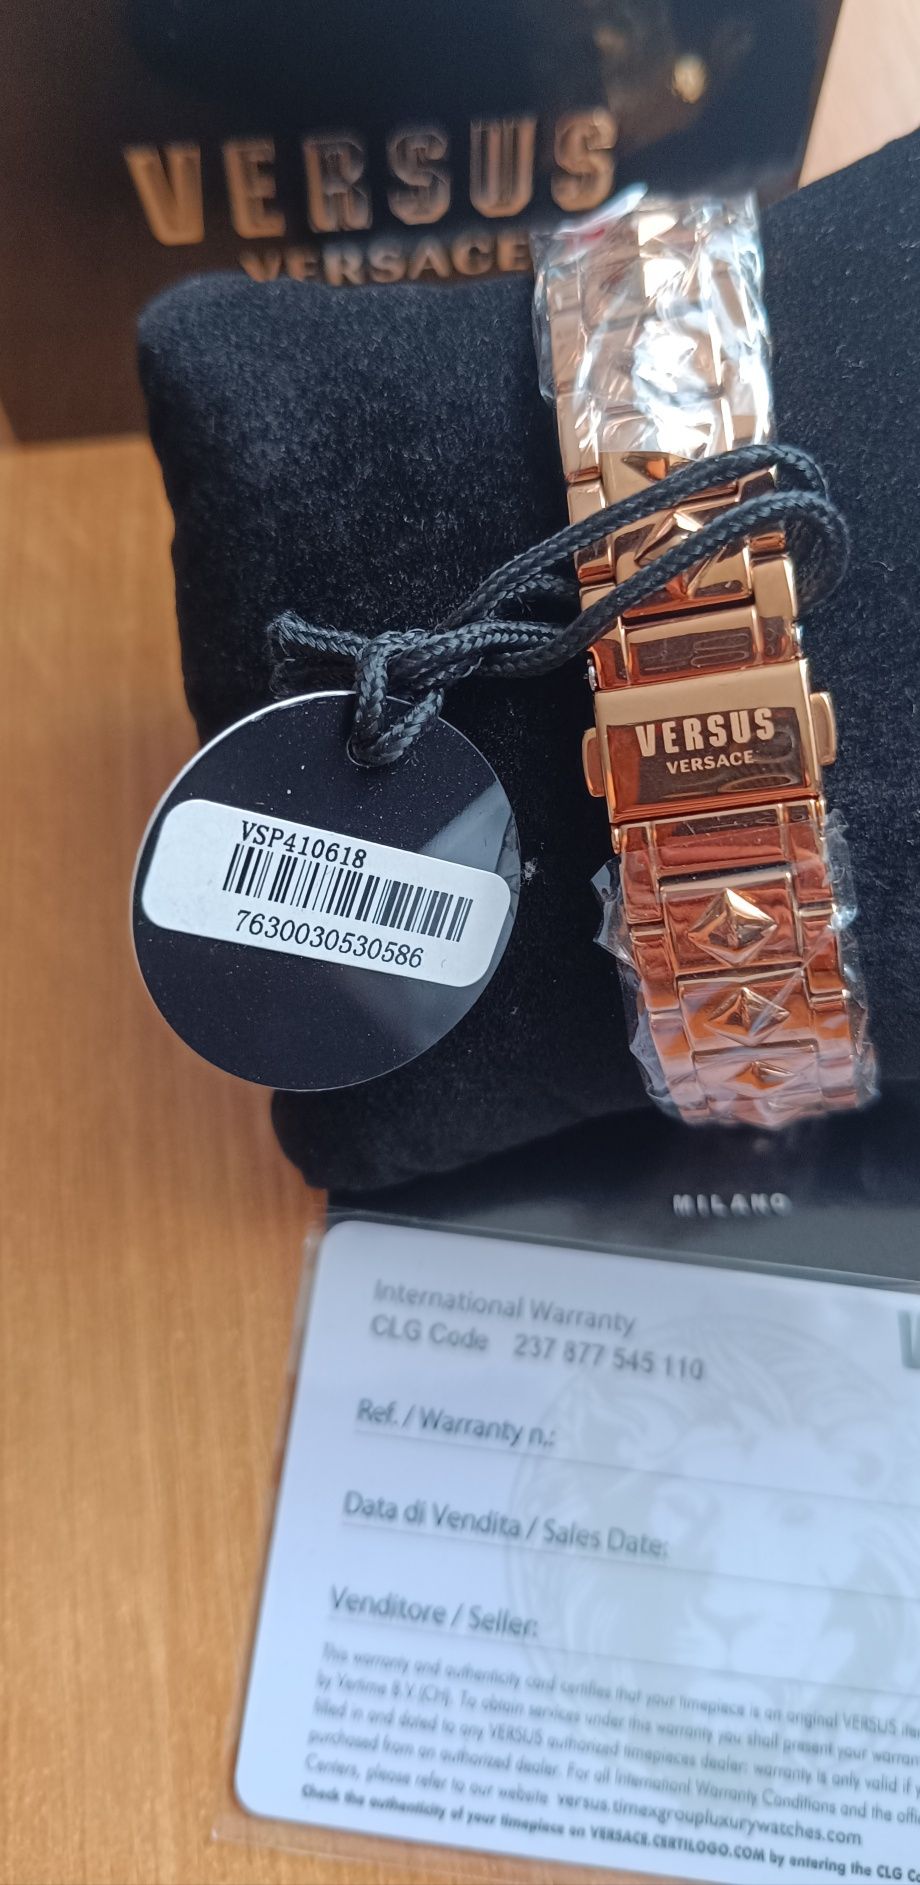 VERSUS
VERSACE
VERSUS
VERSACE
VSP410618
7630030530586
MILANO
International Warranty
CLG Code 237 877 545 110
Ref. / Warranty n.:
Data di Vendita / Sales Date:
Venditore / Seller:
This warranty and authenticity card certifies that your timepiece is an original VERSUS
by Vertime B.V. (CH). To obtain services under this warranty you shall present your
filled in and dated to any VERSUS authorized timepieces dealer: warranty is only valid if
purchased from an authorized dealer. For all International Warranty Conditions and the
Centers, please refer to our website versus.timexgroupluxurywatches.com
Check the authenticity of your timepiece on VERSACE.CERTILOGO.COM by entering the CLG